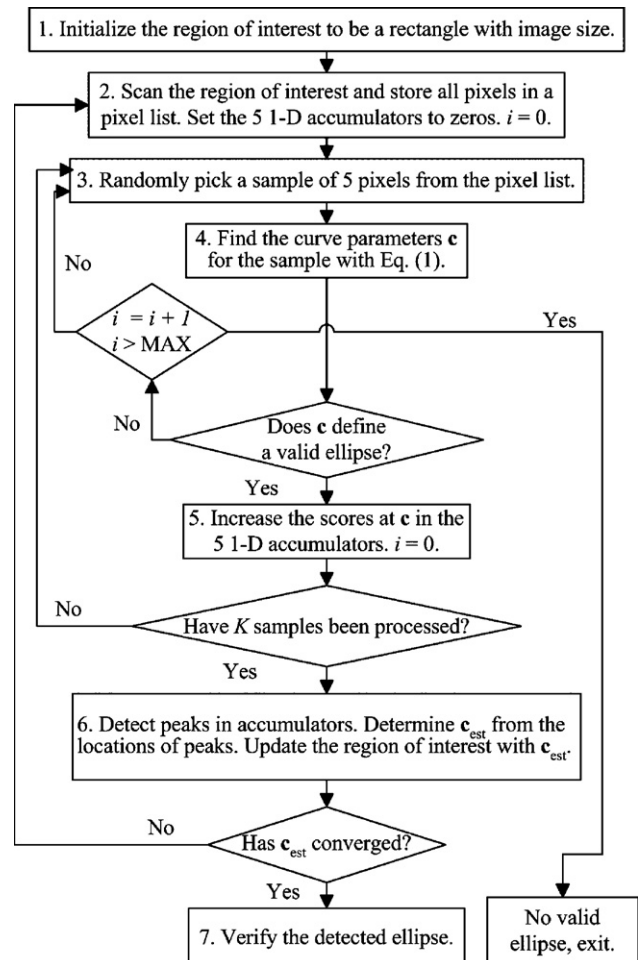 1. Initialize the region of interest to be a rectangle with image size.
2. Scan the region of interest and store all pixels in a
pixel list. Set the 5 1-D accumulators to zeros. i = 0.
3. Randomly pick a sample of 5 pixels from the pixel list.
4. Find the curve parameters c
for the sample with Eq. (1).
No
i = i + 1
i > MAX
Yes
No
Does c define
a valid ellipse?
Yes
5. Increase the scores at c in the
5 1-D accumulators. i = 0.
No
Have K samples been processed?
Yes
6. Detect peaks in accumulators. Determine c_est from the
locations of peaks. Update the region of interest with c_est.
No
Has c_est converged?
Yes
7. Verify the detected ellipse.
No valid
ellipse, exit.